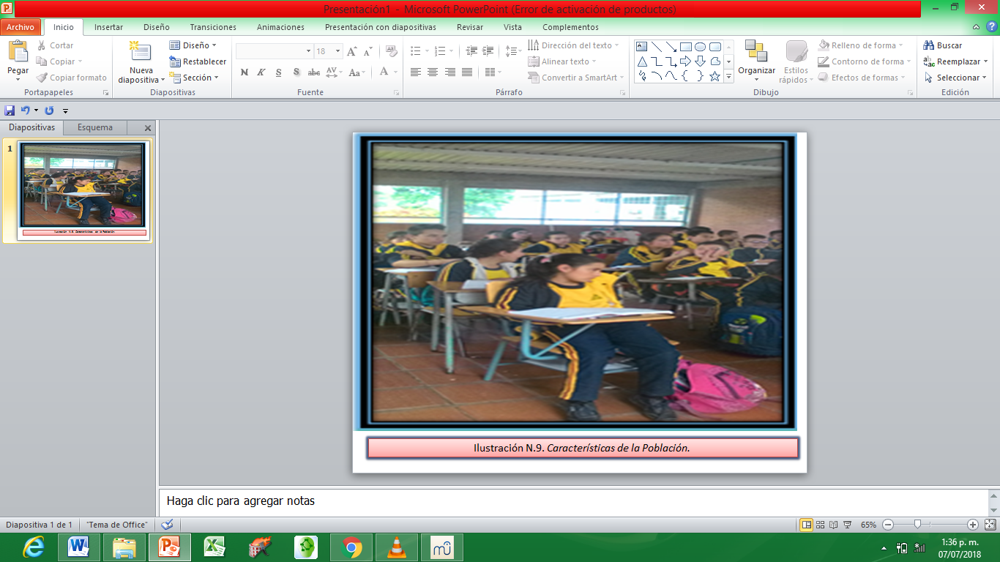 Presentación1 - Microsoft PowerPoint (Error de activación de productos)
Archivo Inicio Insertar Diseño Transiciones Animaciones Presentación con diapositivas Revisar Vista Complementos
Pegar
Cortar
Copiar
Copiar formato
Portapapeles
Nueva diapositiva
Diseño
Restablecer
Sección
Diapositivas
18
N K S S abc AV Aa A
Fuente
Dirección del texto
Alinear texto
Convertir a SmartArt
Párrafo
Organizar
Estilos rápidos
Relleno de forma
Contorno de forma
Efectos de formas
Dibujo
Buscar
Reemplazar
Seleccionar
Edición
Diapositivas Esquema
1
Ilustración N.9. Características de la Población.
Ilustración N.9. Características de la Población.
Haga clic para agregar notas
Diapositiva 1 de 1 "Tema de Office" 65%
1:36 p. m.
07/07/2018